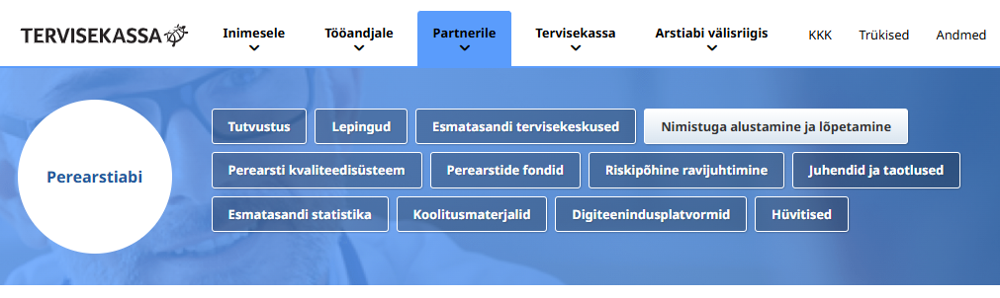 TERVISEKASSA Inimesele Tööandjale Partnerile Tervisekassa Arstiabi välisriigis KKK Trükised Andmed
Perearstiabi
Tutvustus Lepingud Esmatasandi tervisekeskused Nimistuga alustamine ja lõpetamine
Perearsti kvaliteedisüsteem Perearstide fondid Riskipõhine ravijuhtimine Juhendid ja taotlused
Esmatasandi statistika Koolitusmaterjalid Digiteenindusplatvormid Hüvitised